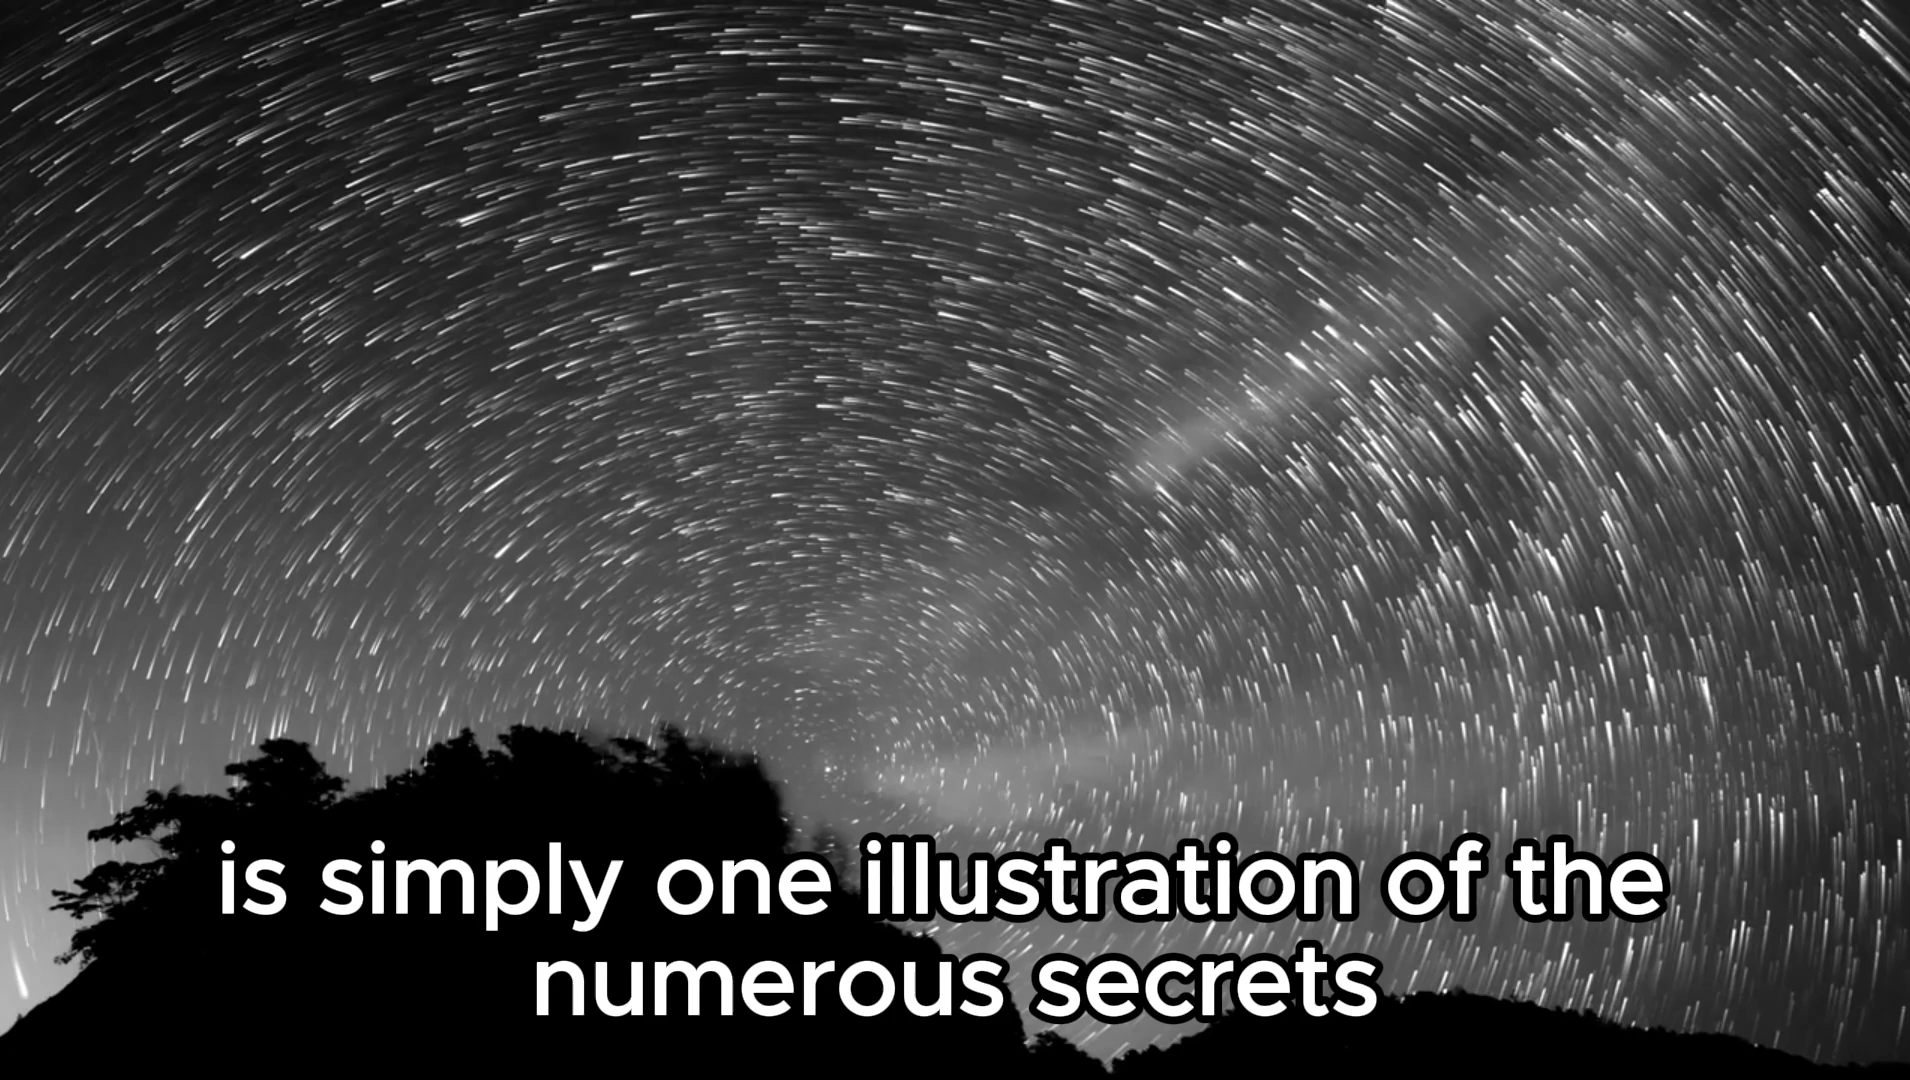 is simply one illustration of the
numerous secrets